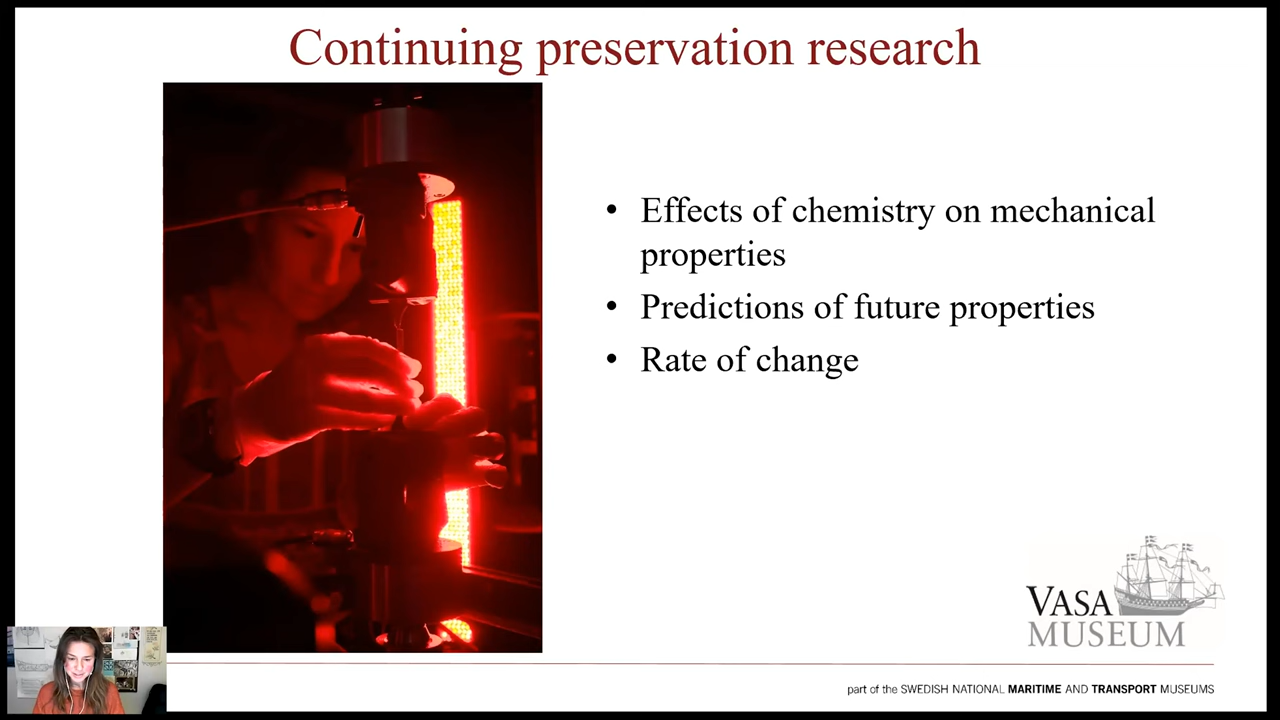 Continuing preservation research
• Effects of chemistry on mechanical
properties
• Predictions of future properties
• Rate of change
VASA
MUSEUM
part of the SWEDISH NATIONAL MARITIME AND TRANSPORT MUSEUMS